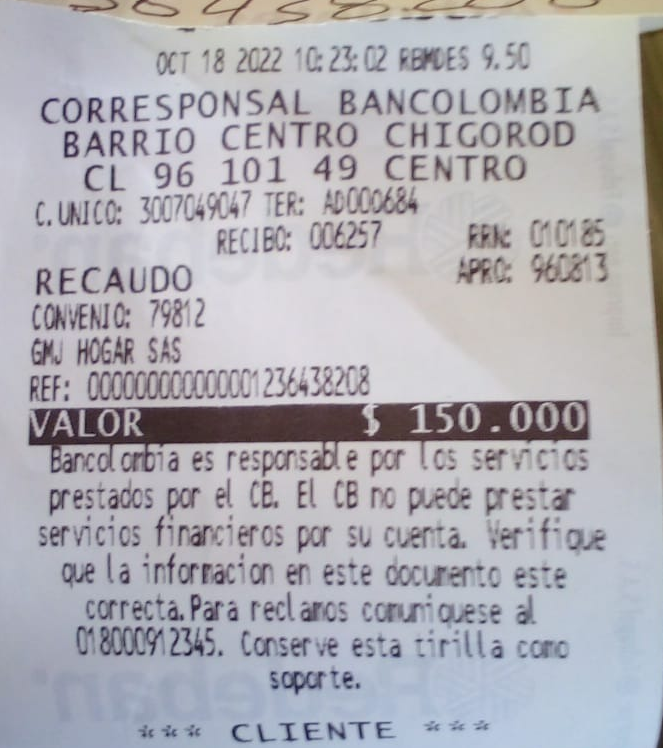 OCT 18 2022 10:23:02 RBMDES 9.50
CORRESPONSAL BANCOLOMBIA
BARRIO CENTRO CHIGOROD
CL 96 101 49 CENTRO
C.UNICO: 3007049047 TER: AD000684
RECIBO: 006257 RRN: 010185
RECAUDO APRO: 960813
CONVENIO: 79812
GMJ HOGAR SAS
REF: 000000000000001236438208
VALOR $ 150.000
Bancolombia es responsable por los servicios
prestados por el CB. El CB no puede prestar
servicios financieros por su cuenta. Verifique
que la informacion en este documento este
correcta.Para reclamos comuniquese al
018000912345. Conserve esta tirilla como
soporte.
*** CLIENTE ***